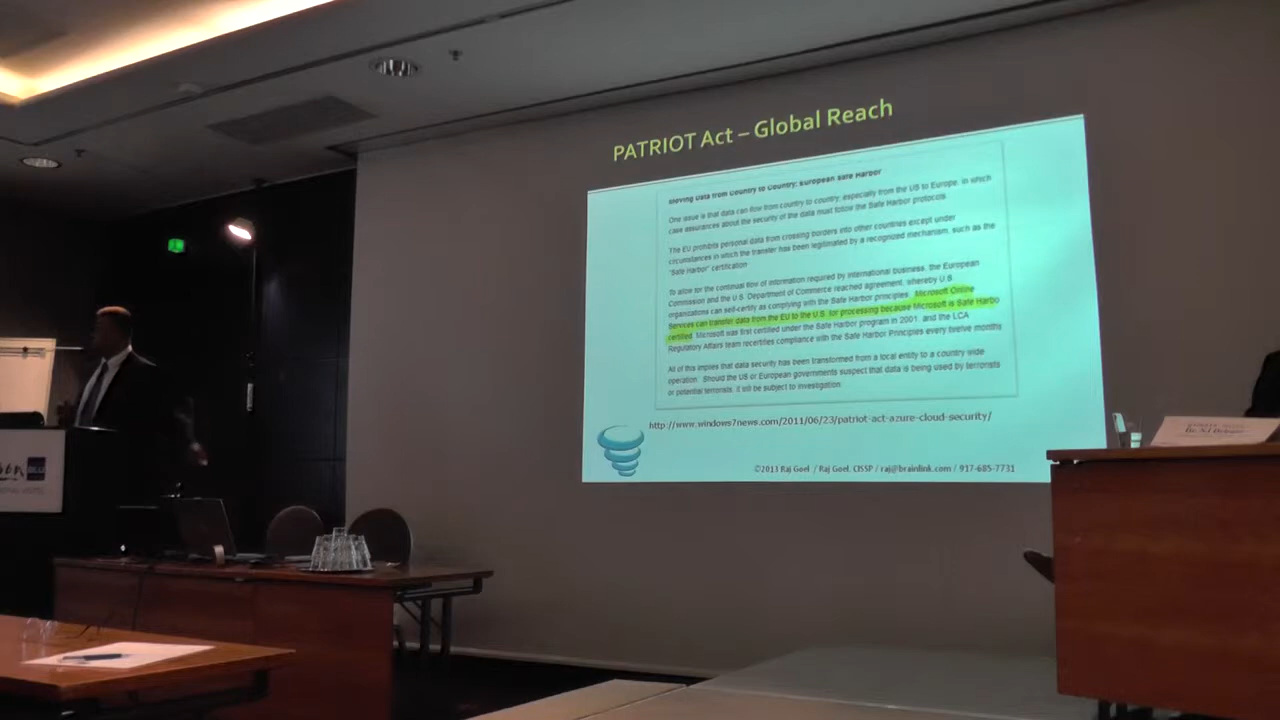 PATRIOT Act – Global Reach
Moving Data from Country to Country: European Safe Harbor
One issue is that data can flow from country to country; especially from the US to Europe, in which
case assurances about the security of the data must follow the Safe Harbor protocols.
The EU prohibits personal data from crossing borders into other countries except under
circumstances in which the transfer has been legitimated by a recognized mechanism, such as the
"Safe Harbor" certification
To allow for the continual flow of information required by international business, the European
Commission and the U.S. Department of Commerce reached agreement, whereby U.S.
organizations can self-certify as complying with the Safe Harbor principles. Microsoft Online
Services can transfer data from the EU to the U.S. for processing because Microsoft is Safe Harbo
certified. Microsoft was first certified under the Safe Harbor program in 2001, and the LCA
Regulatory Affairs team recertifies compliance with the Safe Harbor Principles every twelve months
All of this implies that data security has been transformed from a local entity to a country wide
operation. Should the US or European governments suspect that data is being used by terrorists
or potential terrorists, it will be subject to investigation.
http://www.windows7news.com/2011/06/23/patriot-act-azure-cloud-security/
©2013 Raj Goel / Raj Goel, CISSP / raj@brainlink.com / 917-685-7731
BLU